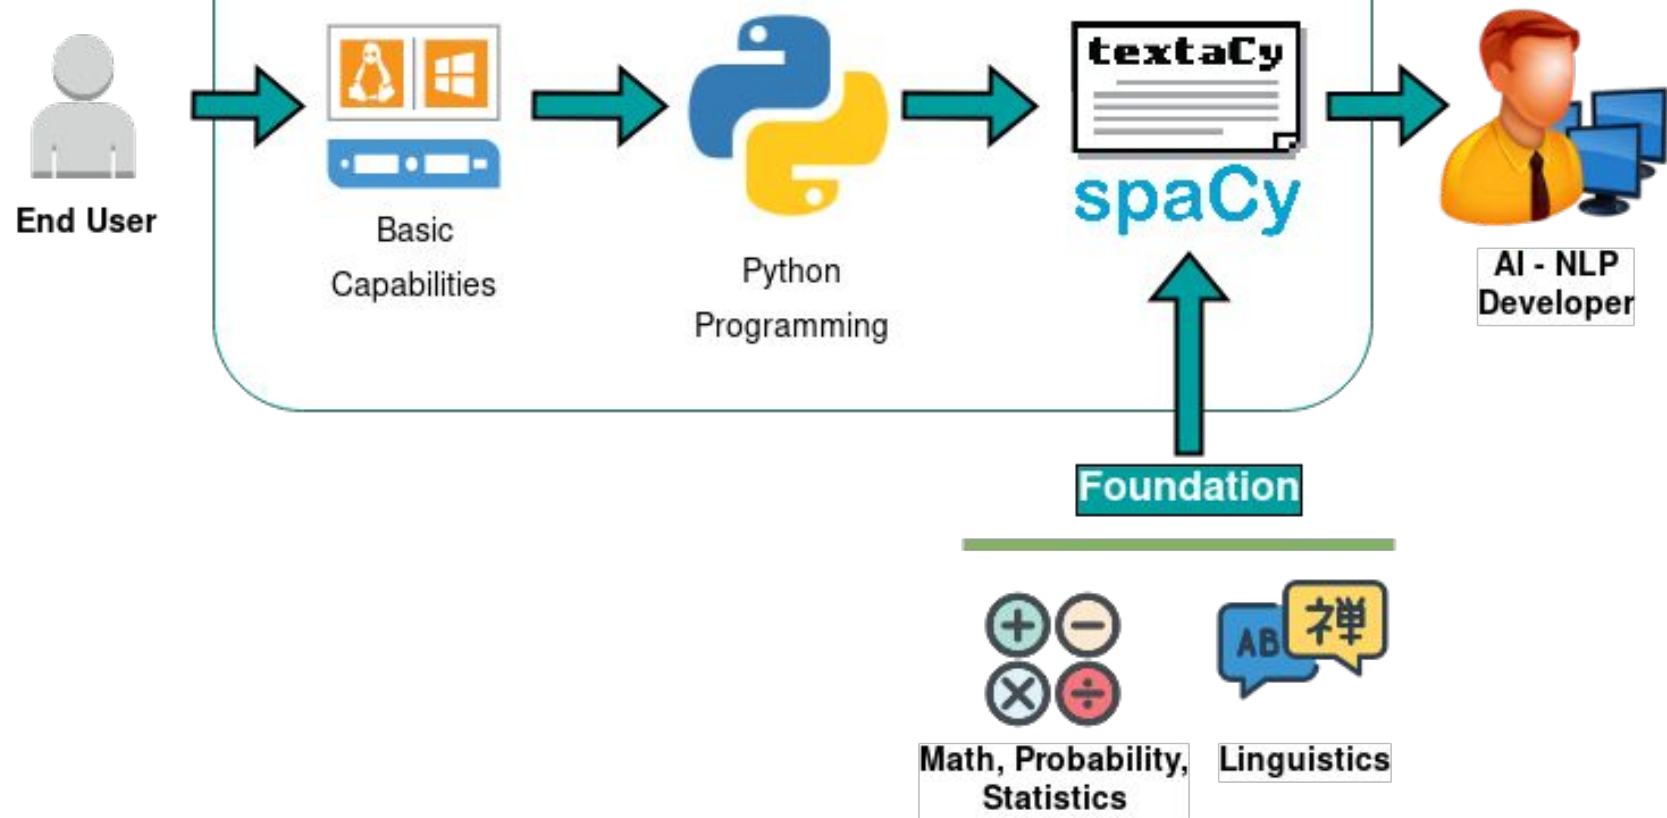 textaCy
spaCy
End User
Basic
Capabilities
Python
Programming
AI - NLP
Developer
Foundation
AB
禅
Math, Probability,
Statistics
Linguistics